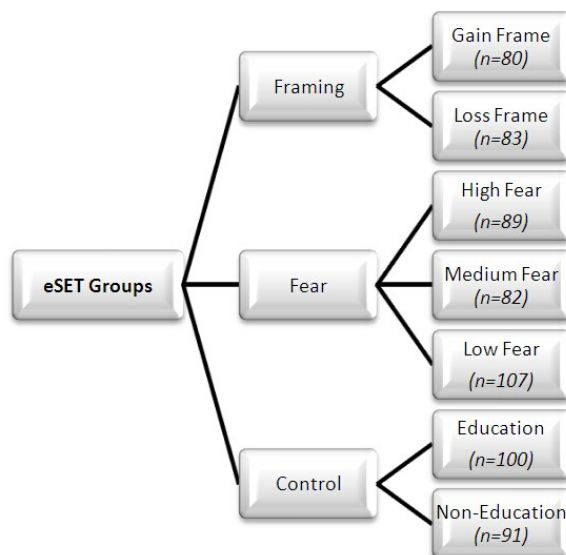 eSET Groups
Framing
Gain Frame
(n=80)
Loss Frame
(n=83)
Fear
High Fear
(n=89)
Medium Fear
(n=82)
Low Fear
(n=107)
Control
Education
(n=100)
Non-Education
(n=91)